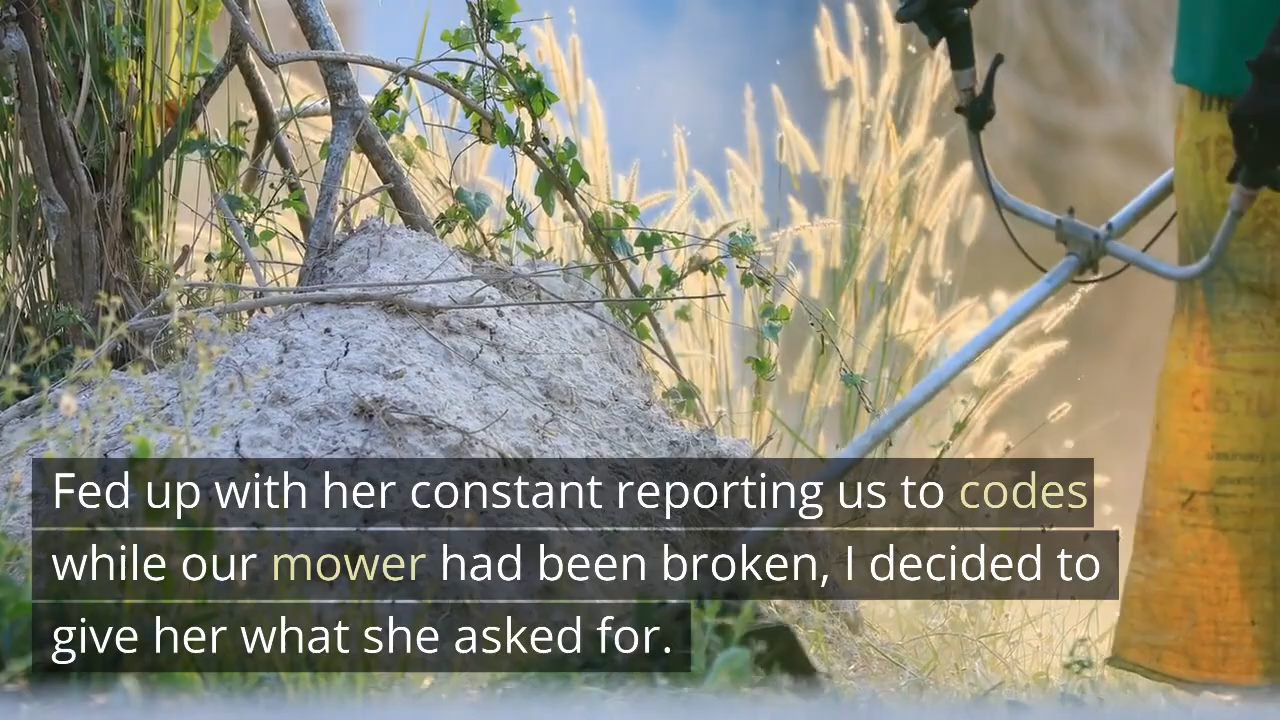 Fed up with her constant reporting us to codes
while our mower had been broken, I decided to
give her what she asked for.